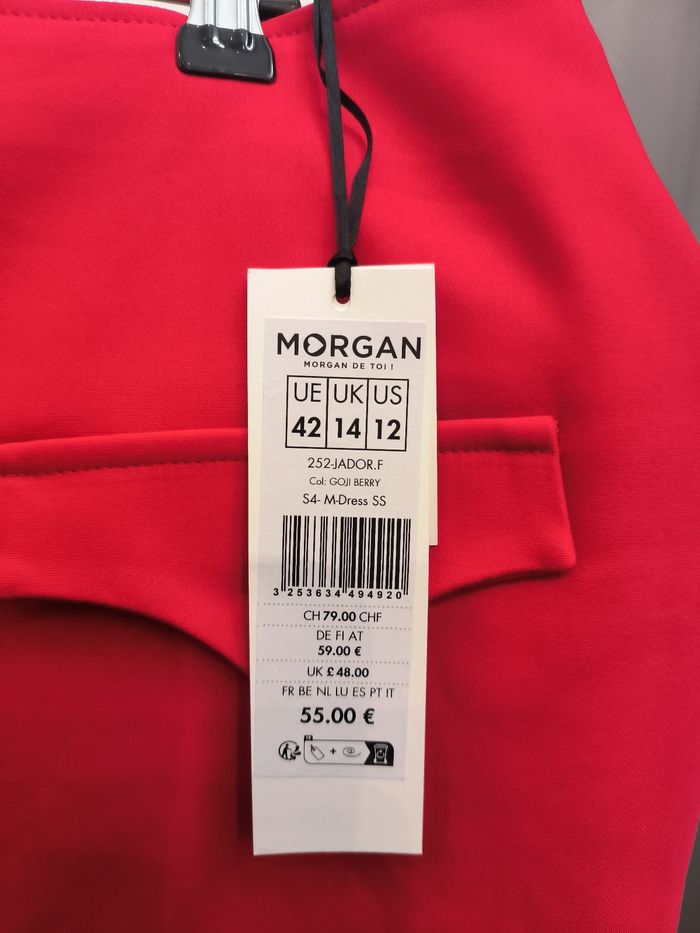 MORGAN
MORGAN DE TOI !
UE UK US
42 14 12
252-JADOR.F
Col: GOJI BERRY
S4- M-Dress SS
3 253634 494920
CH 79.00 CHF
DE FI AT
59.00 €
UK £ 48.00
FR BE NL LU ES PT IT
55.00 €
FR
+